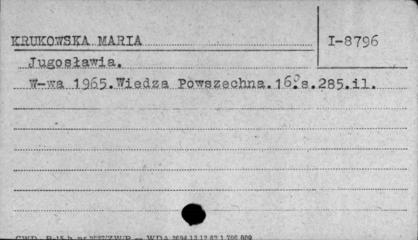 KRUKOWSKA MARIA
I-8796
Jugosławia.
W-wa 1965.Wiedza Powszechna.16°s.285.il.